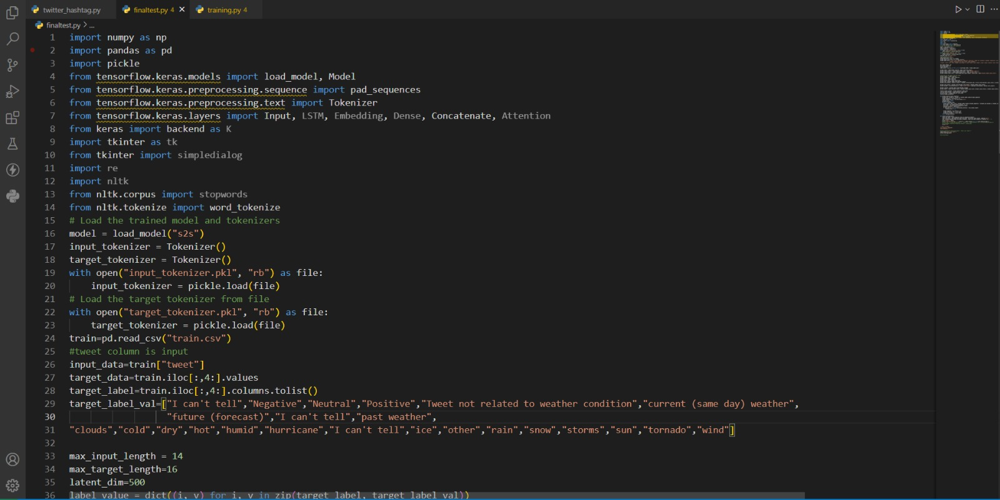 twitter_hashtag.py
finaltest.py 4
training.py 4
finaltest.py > ...
1 import numpy as np
2 import pandas as pd
3 import pickle
4 from tensorflow.keras.models import load_model, Model
5 from tensorflow.keras.preprocessing.sequence import pad_sequences
6 from tensorflow.keras.preprocessing.text import Tokenizer
7 from tensorflow.keras.layers import Input, LSTM, Embedding, Dense, Concatenate, Attention
8 from keras import backend as K
9 import tkinter as tk
10 from tkinter import simpledialog
11 import re
12 import nltk
13 from nltk.corpus import stopwords
14 from nltk.tokenize import word_tokenize
15 # Load the trained model and tokenizers
16 model = load_model("s2s")
17 input_tokenizer = Tokenizer()
18 target_tokenizer = Tokenizer()
19 with open("input_tokenizer.pkl", "rb") as file:
20     input_tokenizer = pickle.load(file)
21 # Load the target tokenizer from file
22 with open("target_tokenizer.pkl", "rb") as file:
23     target_tokenizer = pickle.load(file)
24 train=pd.read_csv("train.csv")
25 #tweet column is input
26 input_data=train["tweet"]
27 target_data=train.iloc[:,4:].values
28 target_label=train.iloc[:,4:].columns.tolist()
29 target_label_val=["I can't tell","Negative","Neutral","Positive","Tweet not related to weather condition","current (same day) weather",
30                   "future (forecast)","I can't tell","past weather",
31 "clouds","cold","dry","hot","humid","hurricane","I can't tell","ice","other","rain","snow","storms","sun","tornado","wind"]
32
33 max_input_length = 14
34 max_target_length=16
35 latent_dim=500
36 label_value = dict((i, v) for i, v in zip(target_label, target_label_val))